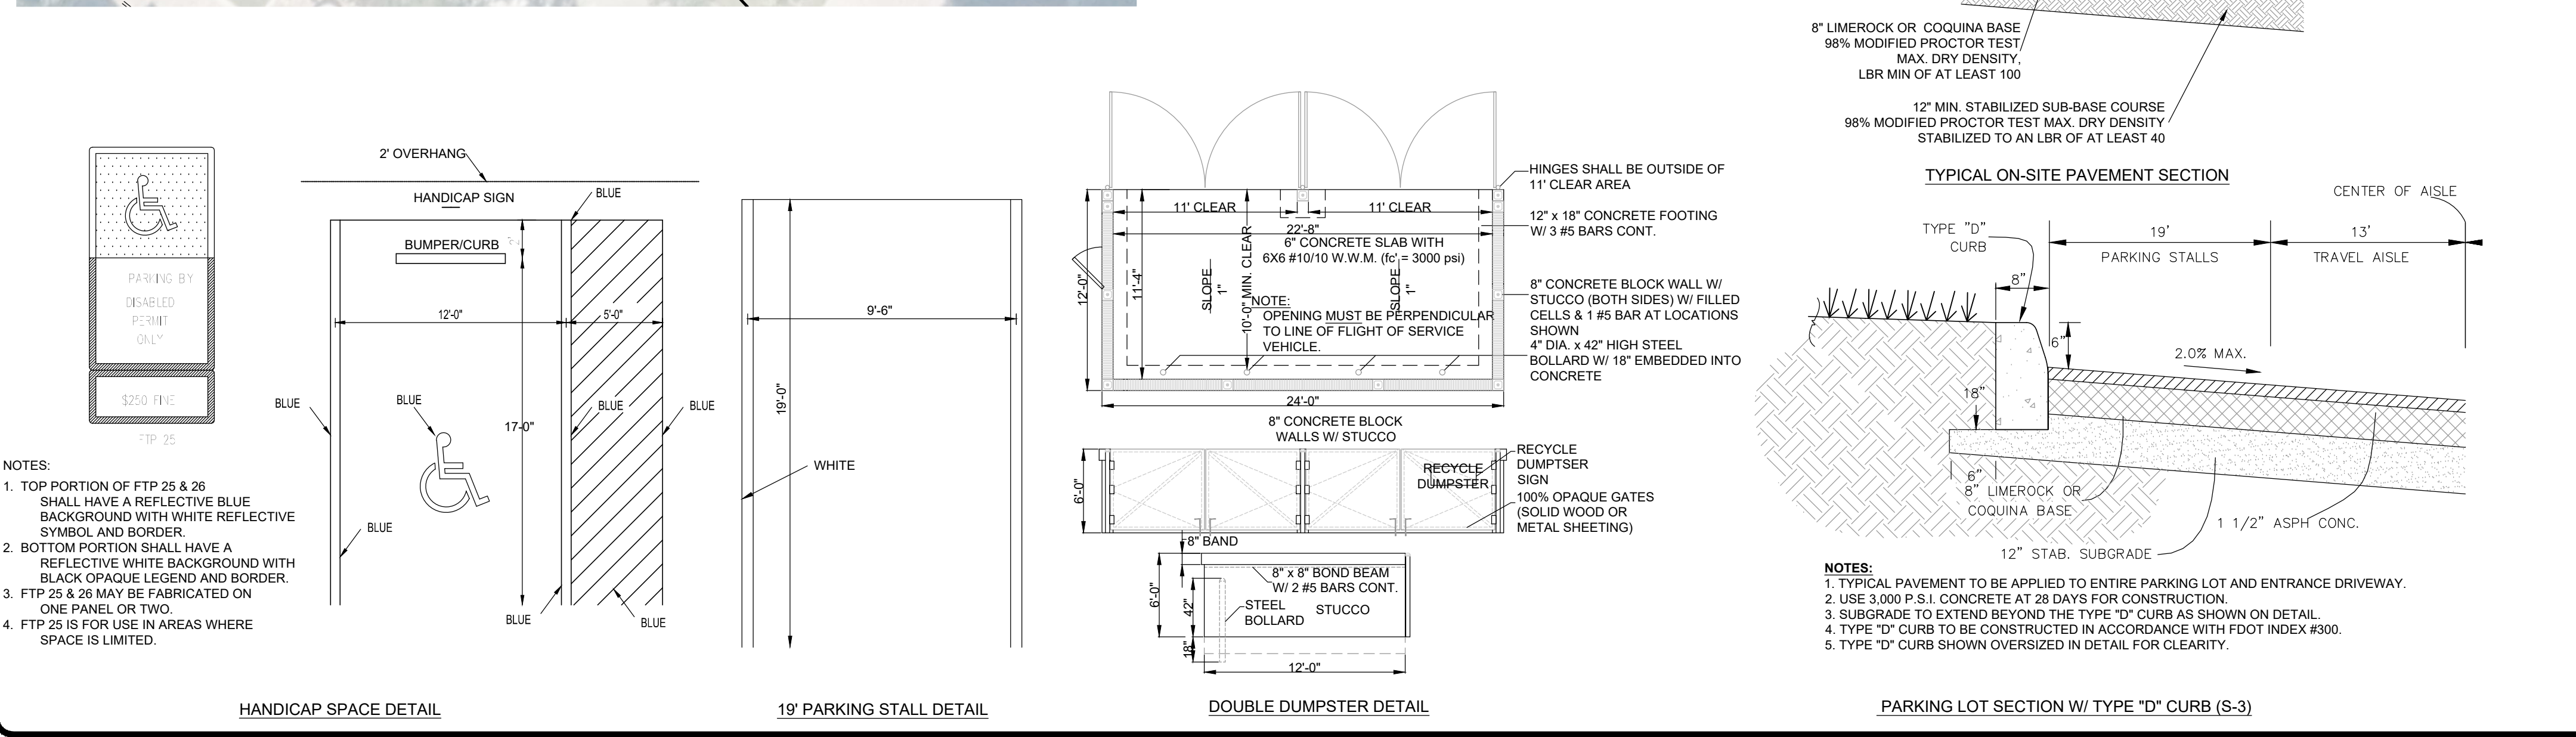 PARKING BY
DISABLED
PERMIT
ONLY
$250 FINE
FTP 25
NOTES:
1. TOP PORTION OF FTP 25 & 26
SHALL HAVE A REFLECTIVE BLUE
BACKGROUND WITH WHITE REFLECTIVE
SYMBOL AND BORDER.
2. BOTTOM PORTION SHALL HAVE A
REFLECTIVE WHITE BACKGROUND WITH
BLACK OPAQUE LEGEND AND BORDER.
3. FTP 25 & 26 MAY BE FABRICATED ON
ONE PANEL OR TWO.
4. FTP 25 IS FOR USE IN AREAS WHERE
SPACE IS LIMITED.
2' OVERHANG
HANDICAP SIGN
BLUE
BUMPER/CURB
12'-0"
5'-0"
BLUE
BLUE
BLUE
BLUE
17-0"
BLUE
BLUE
BLUE
HANDICAP SPACE DETAIL
9'-6"
19'-0"
WHITE
19' PARKING STALL DETAIL
HINGES SHALL BE OUTSIDE OF
11' CLEAR AREA
11' CLEAR
11' CLEAR
12" x 18" CONCRETE FOOTING
W/ 3 #5 BARS CONT.
22'-8"
6" CONCRETE SLAB WITH
6X6 #10/10 W.W.M. (fc' = 3000 psi)
12'-0"
11'-4"
SLOPE
1"
10'-0" MIN. CLEAR
SLOPE
1"
NOTE:
OPENING MUST BE PERPENDICULAR
TO LINE OF FLIGHT OF SERVICE
VEHICLE.
8" CONCRETE BLOCK WALL W/
STUCCO (BOTH SIDES) W/ FILLED
CELLS & 1 #5 BAR AT LOCATIONS
SHOWN
4" DIA. x 42" HIGH STEEL
BOLLARD W/ 18" EMBEDDED INTO
CONCRETE
24'-0"
8" CONCRETE BLOCK
WALLS W/ STUCCO
6'-0"
RECYCLE
DUMPSTER
RECYCLE
DUMPTSER
SIGN
100% OPAQUE GATES
(SOLID WOOD OR
METAL SHEETING)
8" BAND
8" x 8" BOND BEAM
W/ 2 #5 BARS CONT.
6'-0"
42"
STEEL
BOLLARD
STUCCO
18"
12'-0"
DOUBLE DUMPSTER DETAIL
8" LIMEROCK OR COQUINA BASE
98% MODIFIED PROCTOR TEST
MAX. DRY DENSITY,
LBR MIN OF AT LEAST 100
12" MIN. STABILIZED SUB-BASE COURSE
98% MODIFIED PROCTOR TEST MAX. DRY DENSITY
STABILIZED TO AN LBR OF AT LEAST 40
TYPICAL ON-SITE PAVEMENT SECTION
CENTER OF AISLE
TYPE "D"
CURB
19'
PARKING STALLS
13'
TRAVEL AISLE
8"
6"
2.0% MAX.
18"
6"
8" LIMEROCK OR
COQUINA BASE
1 1/2" ASPH CONC.
12" STAB. SUBGRADE
NOTES:
1. TYPICAL PAVEMENT TO BE APPLIED TO ENTIRE PARKING LOT AND ENTRANCE DRIVEWAY.
2. USE 3,000 P.S.I. CONCRETE AT 28 DAYS FOR CONSTRUCTION.
3. SUBGRADE TO EXTEND BEYOND THE TYPE "D" CURB AS SHOWN ON DETAIL.
4. TYPE "D" CURB TO BE CONSTRUCTED IN ACCORDANCE WITH FDOT INDEX #300.
5. TYPE "D" CURB SHOWN OVERSIZED IN DETAIL FOR CLEARITY.
PARKING LOT SECTION W/ TYPE "D" CURB (S-3)